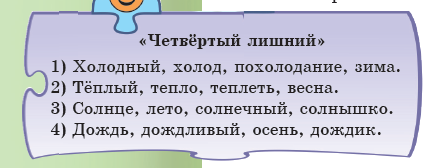 «Четвёртый лишний»
1) Холодный, холод, похолодание, зима.
2) Тёплый, тепло, теплеть, весна.
3) Солнце, лето, солнечный, солнышко.
4) Дождь, дождливый, осень, дождик.